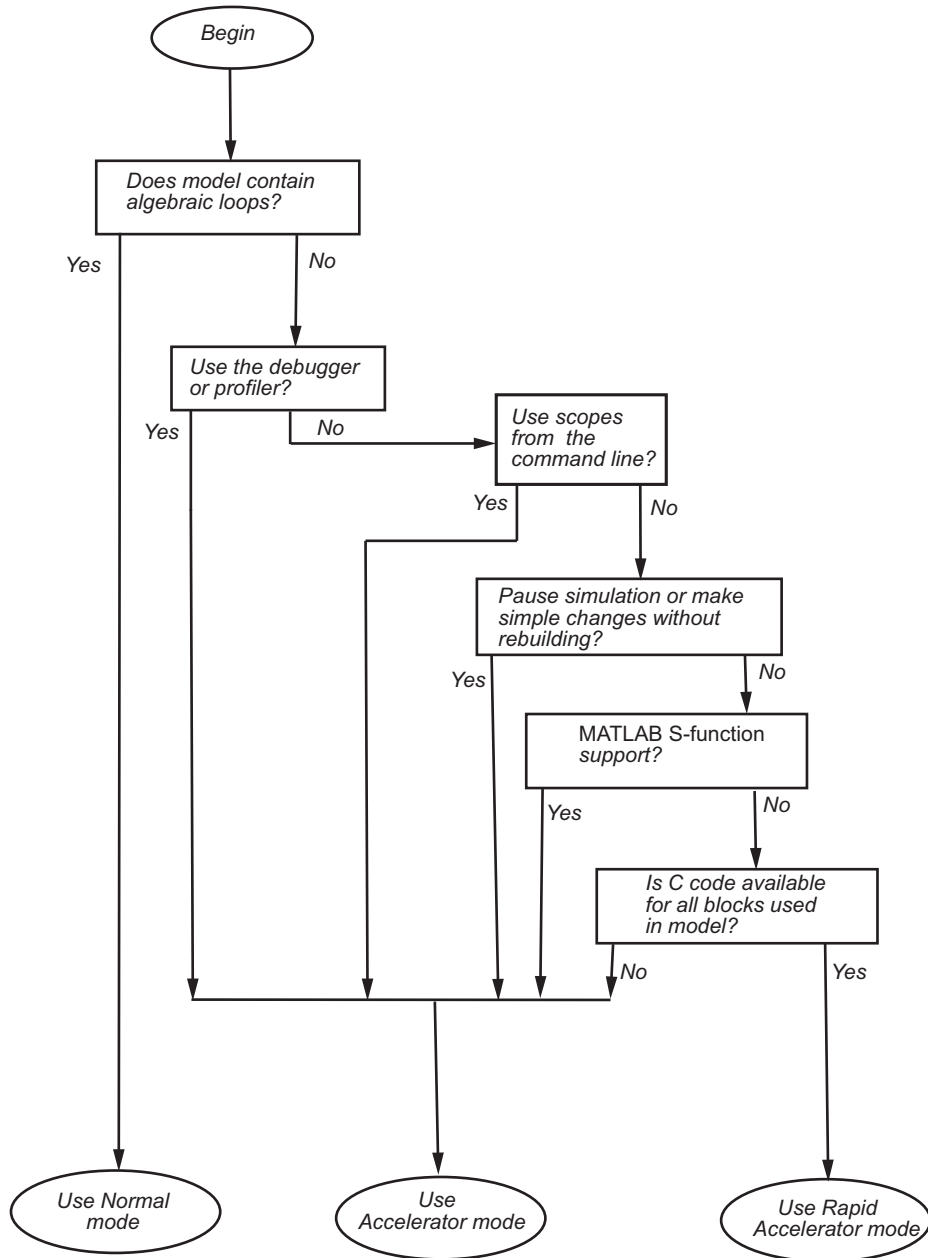 Begin
Does model contain
algebraic loops?
Yes
No
Use the debugger
or profiler?
Yes
No
Use scopes
from the
command line?
Yes
No
Pause simulation or make
simple changes without
rebuilding?
Yes
No
MATLAB S-function
support?
Yes
No
Is C code available
for all blocks used
in model?
No
Yes
Use Normal
mode
Use
Accelerator mode
Use Rapid
Accelerator mode